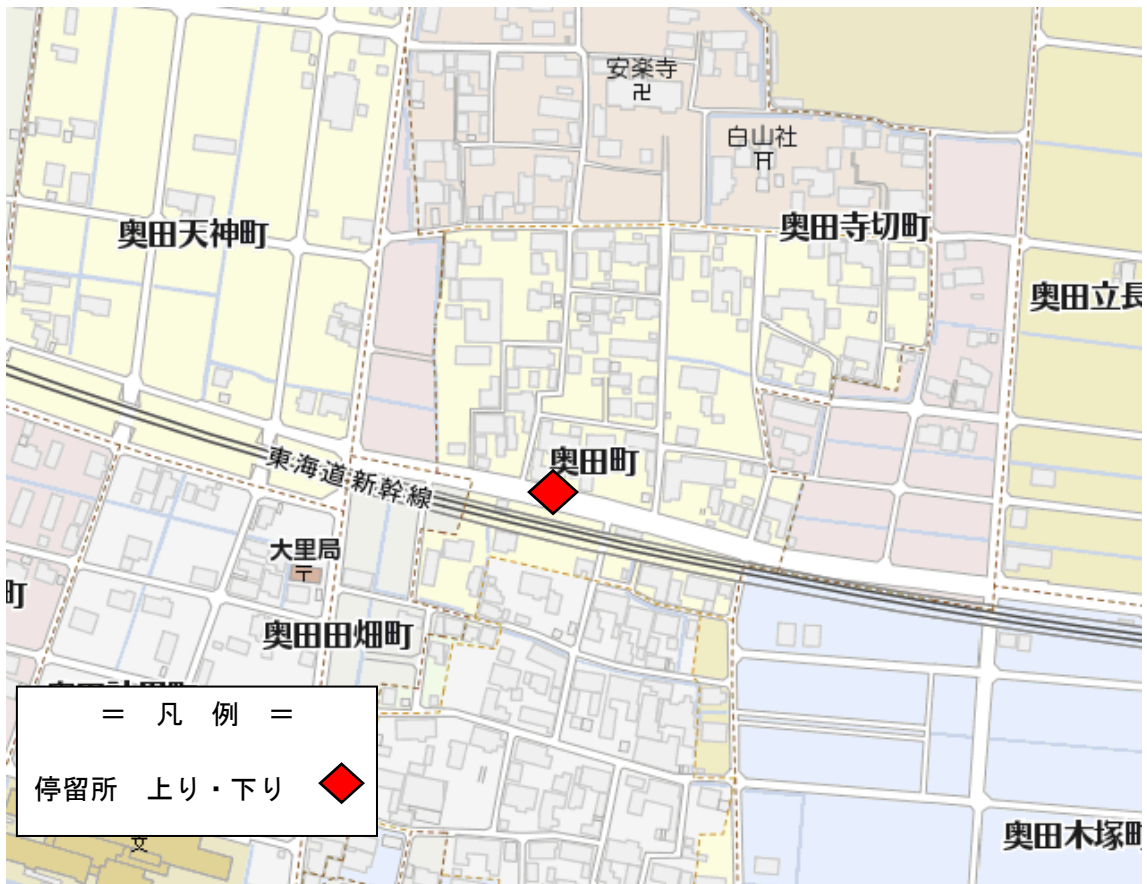 安楽寺
卍
白山社
奥田天神町
奥田寺切町
奥田立長
奥田町
東海道新幹線
大里局
〒
町
奥田田畑町
＝ 凡 例 ＝
停留所 上り・下り
文
奥田木塚町